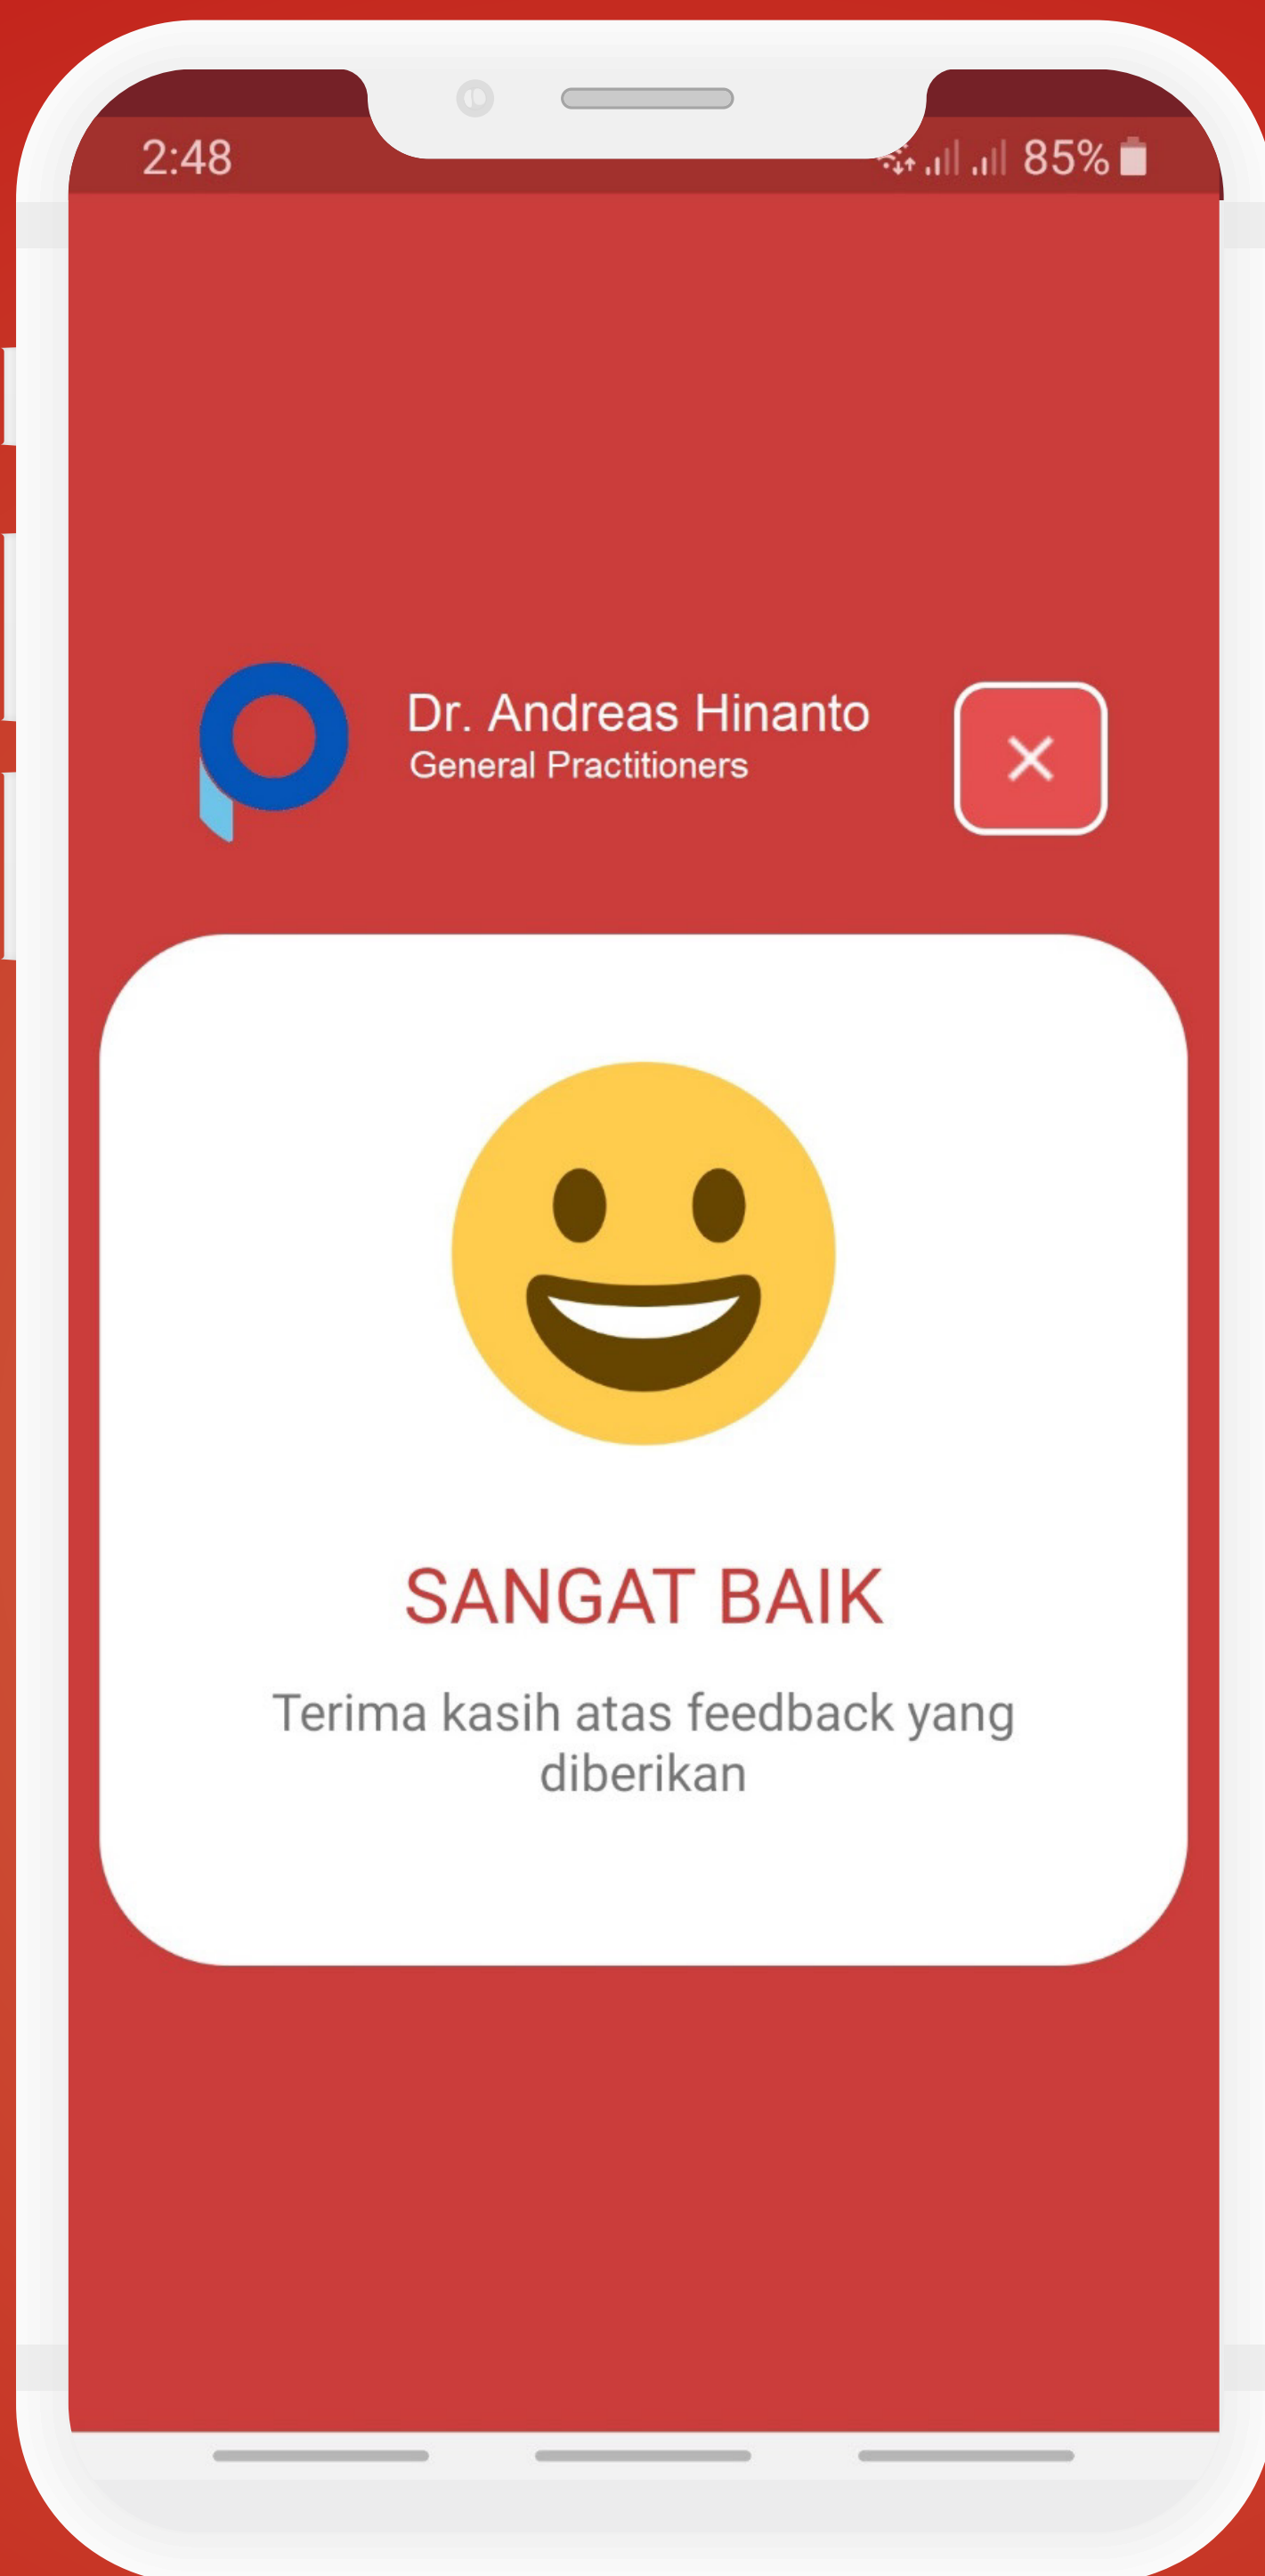 2:48
85%
Dr. Andreas Hinanto
General Practitioners
SANGAT BAIK
Terima kasih atas feedback yang
diberikan